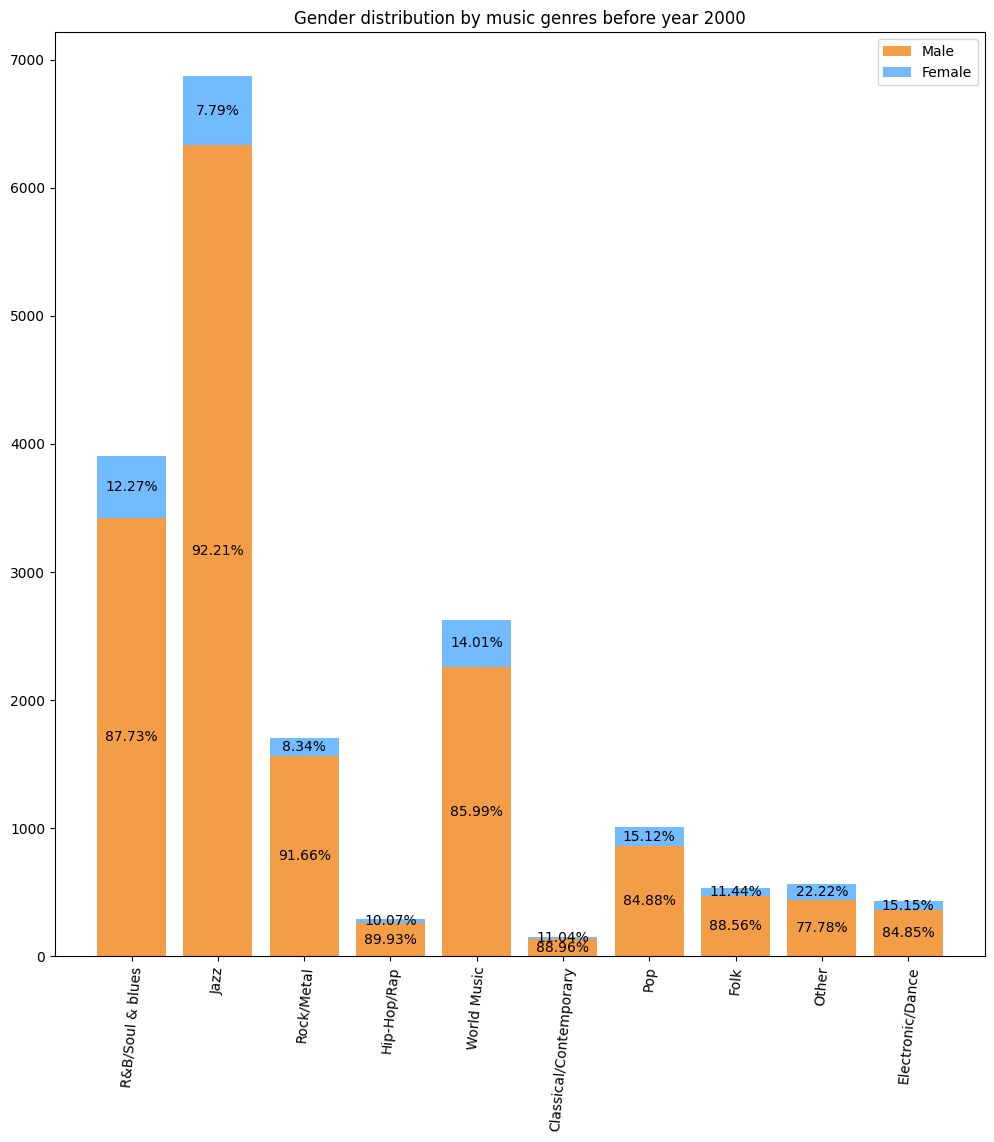 Gender distribution by music genres before year 2000
Male
Female
7000
6000
5000
4000
3000
2000
1000
0
12.27%
87.73%
7.79%
92.21%
8.34%
91.66%
10.07%
89.93%
14.01%
85.99%
11.04%
88.96%
15.12%
84.88%
11.44%
88.56%
22.22%
77.78%
15.15%
84.85%
R&B/Soul & blues
Jazz
Rock/Metal
Hip-Hop/Rap
World Music
Classical/Contemporary
Pop
Folk
Other
Electronic/Dance